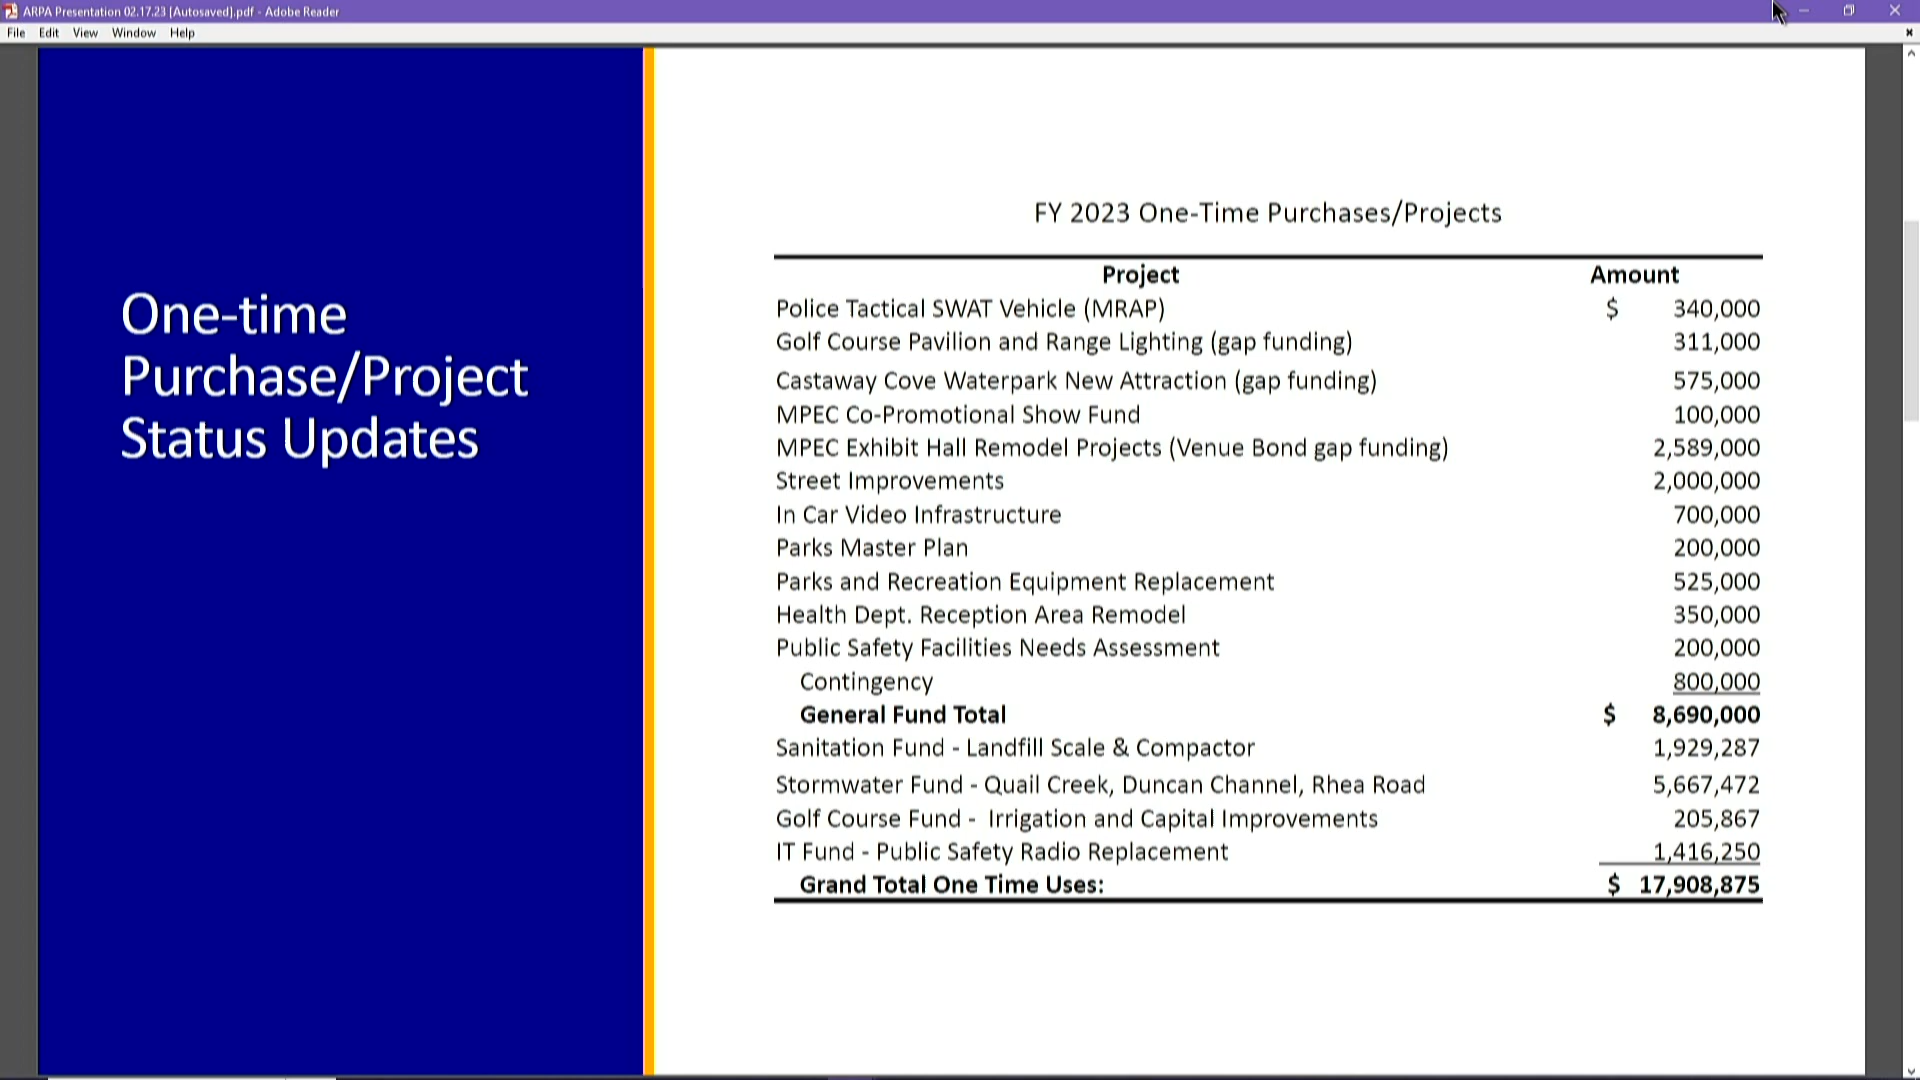 ARPA Presentation 02.17.23 [Autosaved].pdf - Adobe Reader
File Edit View Window Help
One-time
Purchase/Project
Status Updates
FY 2023 One-Time Purchases/Projects
Project Amount
Police Tactical SWAT Vehicle (MRAP) $ 340,000
Golf Course Pavilion and Range Lighting (gap funding) 311,000
Castaway Cove Waterpark New Attraction (gap funding) 575,000
MPEC Co-Promotional Show Fund 100,000
MPEC Exhibit Hall Remodel Projects (Venue Bond gap funding) 2,589,000
Street Improvements 2,000,000
In Car Video Infrastructure 700,000
Parks Master Plan 200,000
Parks and Recreation Equipment Replacement 525,000
Health Dept. Reception Area Remodel 350,000
Public Safety Facilities Needs Assessment 200,000
Contingency 800,000
General Fund Total $ 8,690,000
Sanitation Fund - Landfill Scale & Compactor 1,929,287
Stormwater Fund - Quail Creek, Duncan Channel, Rhea Road 5,667,472
Golf Course Fund - Irrigation and Capital Improvements 205,867
IT Fund - Public Safety Radio Replacement 1,416,250
Grand Total One Time Uses: $ 17,908,875